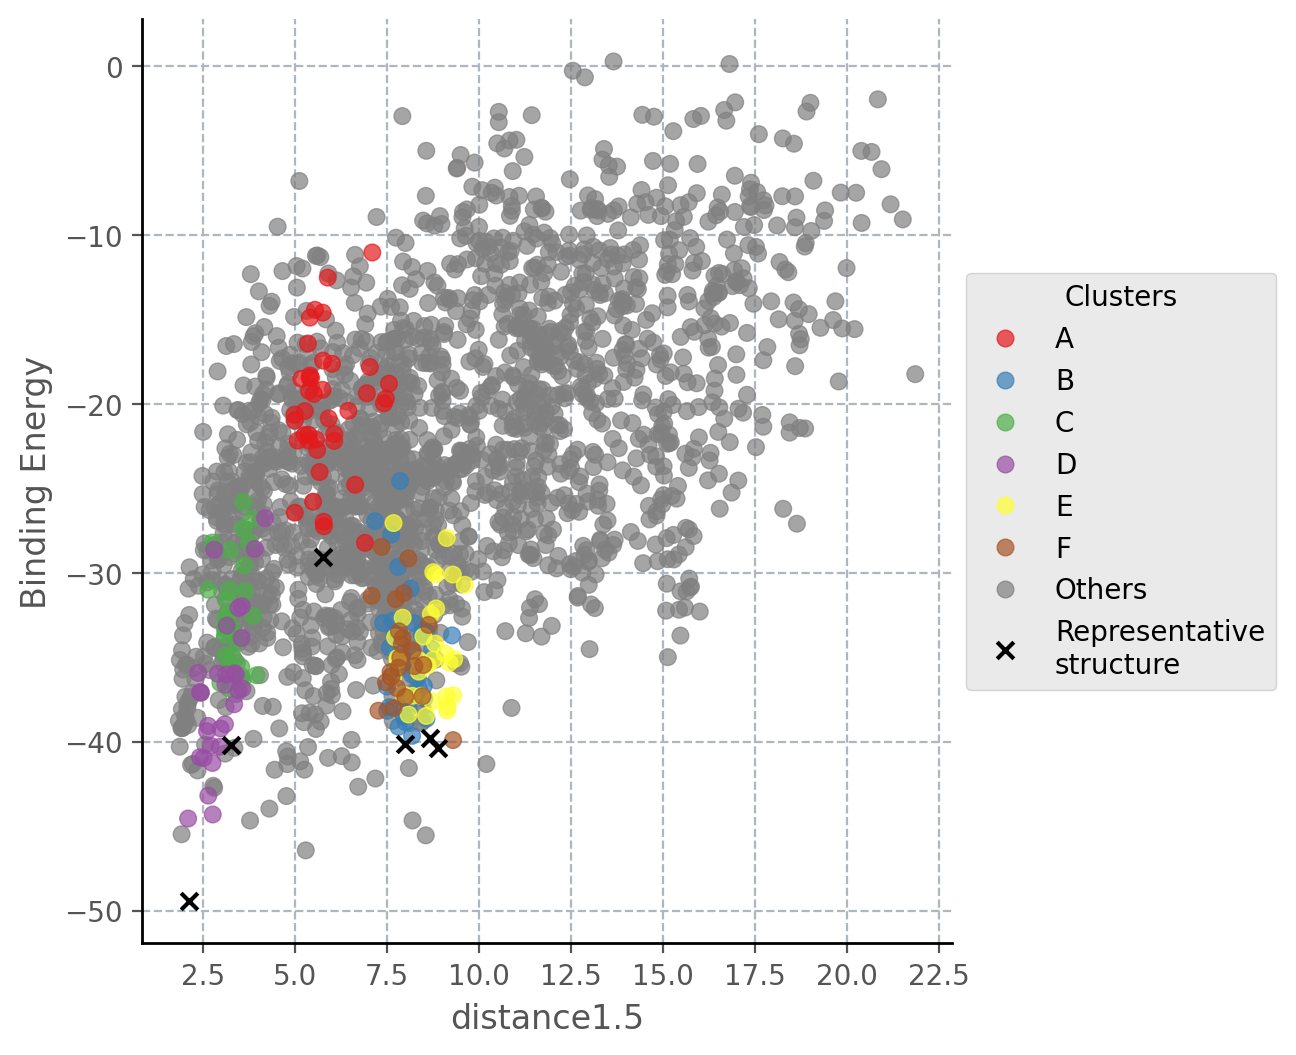 0
−10
−20
−30
−40
−50
Binding Energy
2.5 5.0 7.5 10.0 12.5 15.0 17.5 20.0 22.5
distance1.5
Clusters
A
B
C
D
E
F
Others
Representative
structure